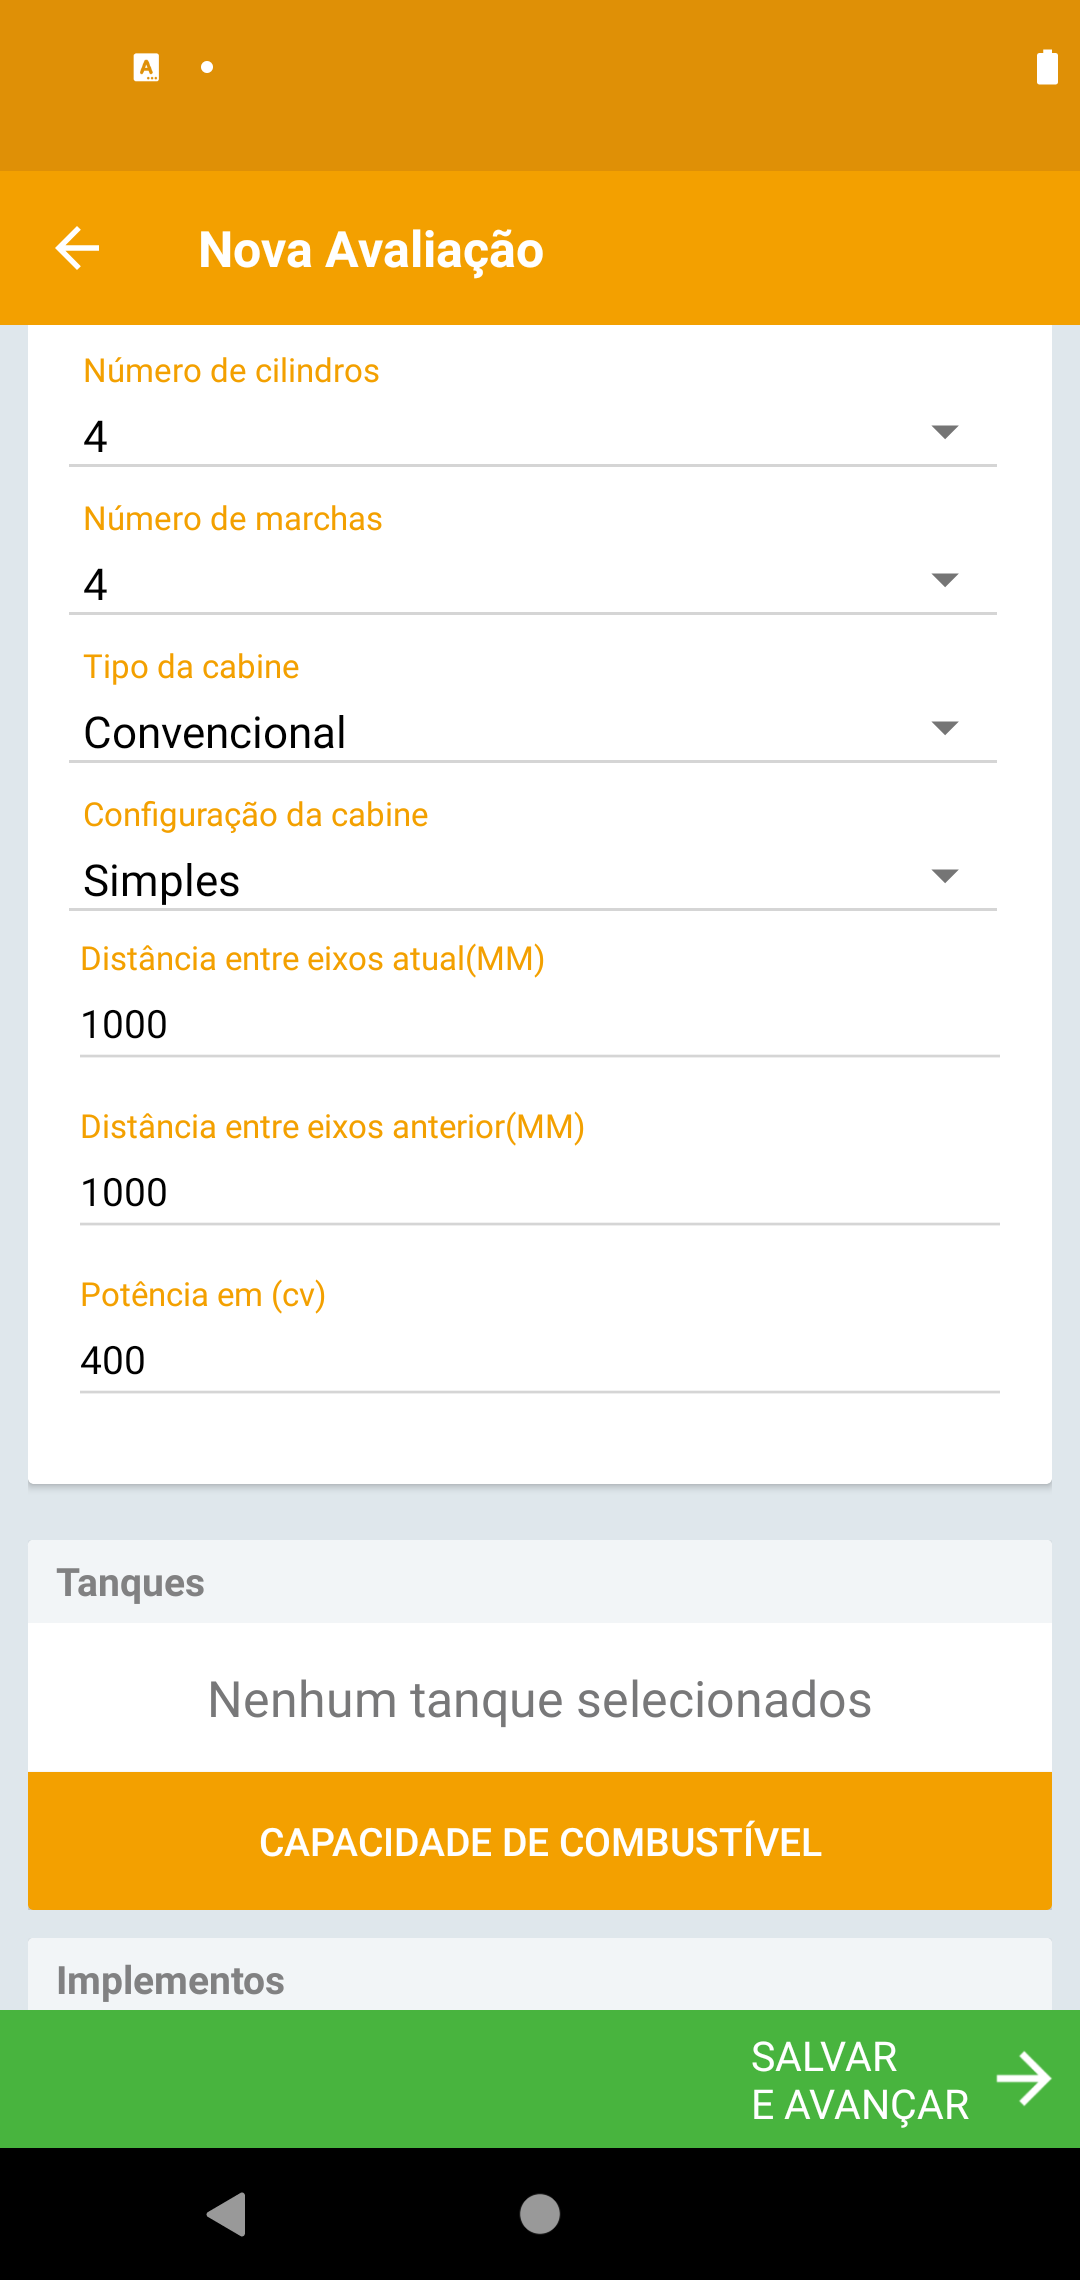 Nova Avaliação
Número de cilindros
4
Número de marchas
4
Tipo da cabine
Convencional
Configuração da cabine
Simples
Distância entre eixos atual(MM)
1000
Distância entre eixos anterior(MM)
1000
Potência em (cv)
400
Tanques
Nenhum tanque selecionados
CAPACIDADE DE COMBUSTÍVEL
Implementos
SALVAR
E AVANÇAR